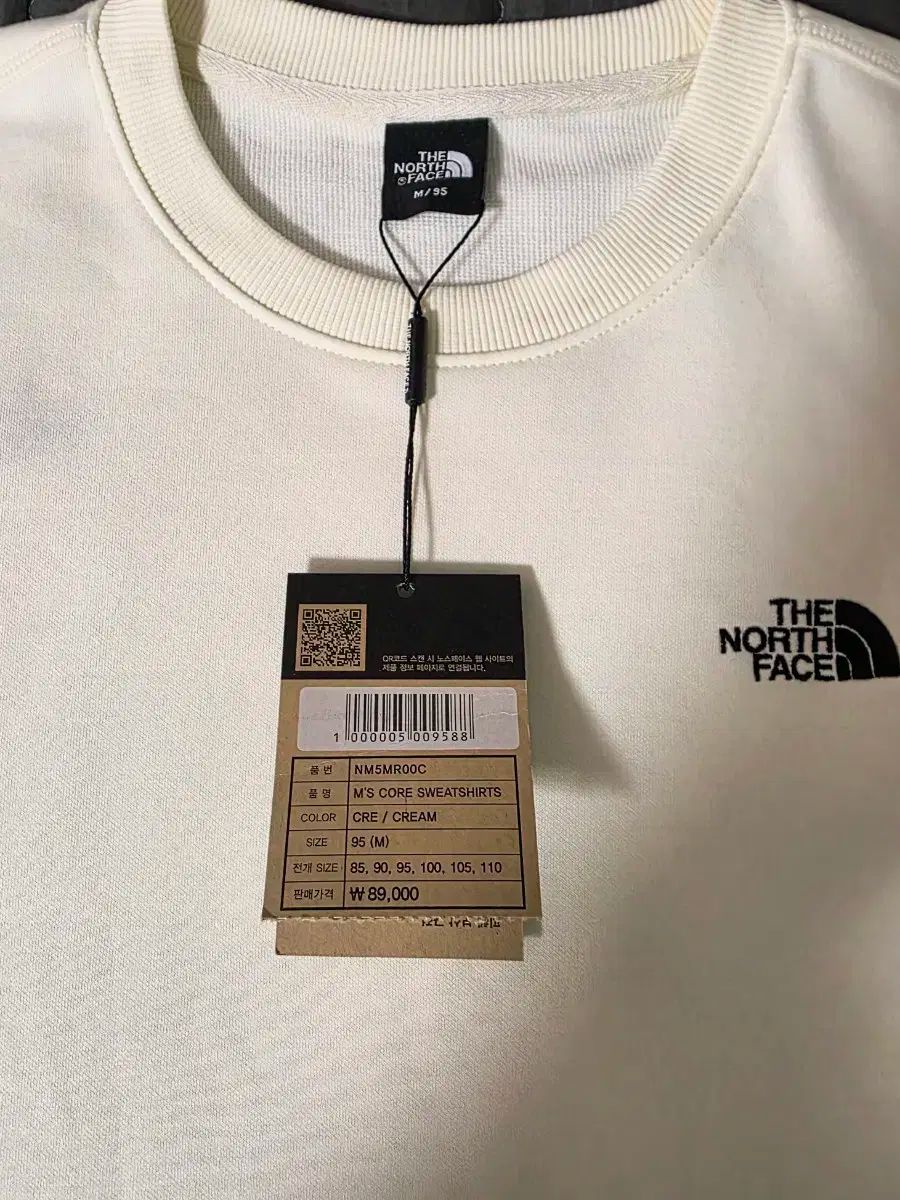 THE
NORTH
FACE
M/95
THE NORTH FACE
QR코드 스캔 시 노스페이스 웹 사이트의
제품 정보 페이지로 연결됩니다.
1 000005 009588
품 번 NM5MR00C
품 명 M'S CORE SWEATSHIRTS
COLOR CRE / CREAM
SIZE 95 (M)
전개 SIZE 85, 90, 95, 100, 105, 110
판매가격 ₩89,000
THE
NORTH
FACE